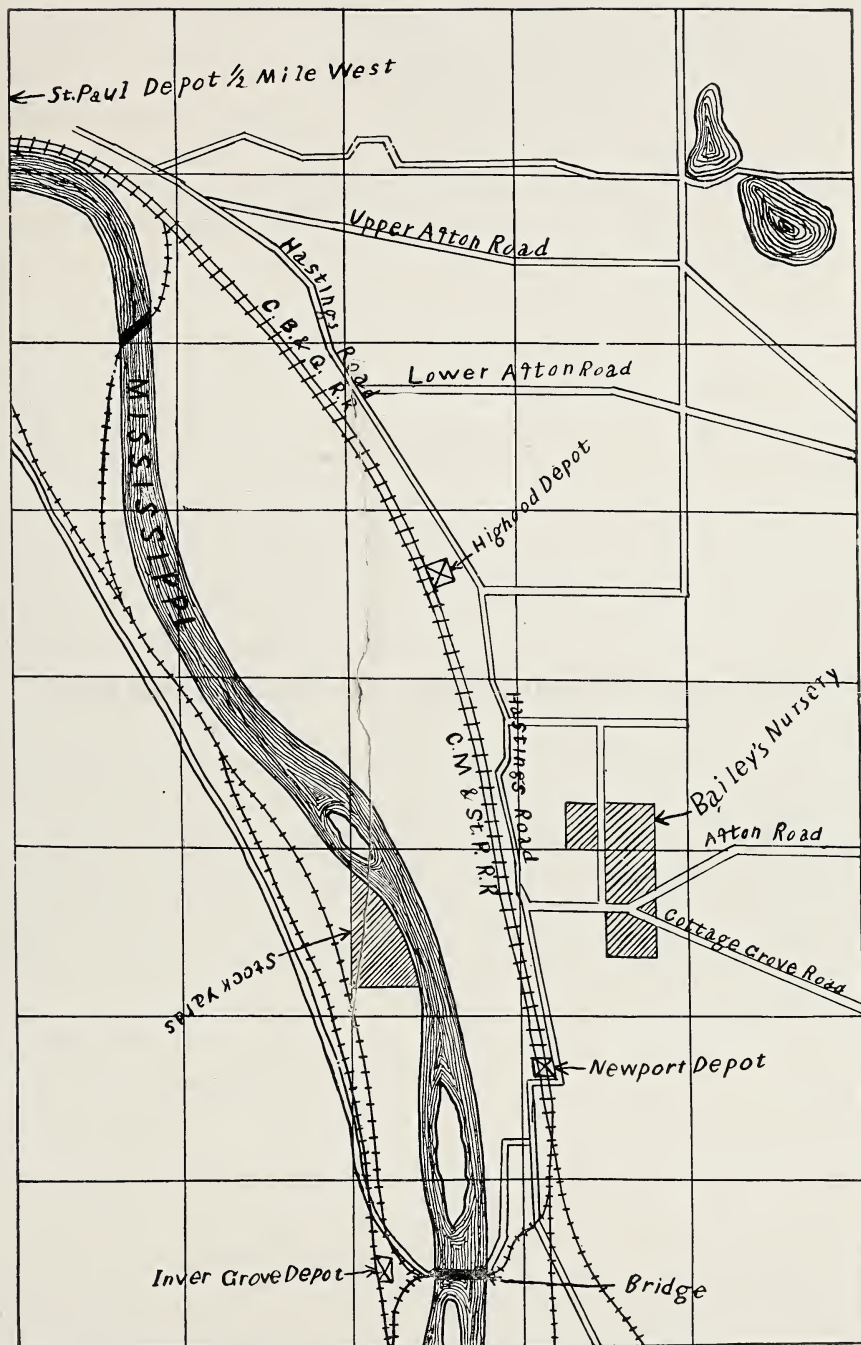 St. Paul Depot ½ Mile West
Upper Afton Road
Hastings Road
C. B. & Q. R.R
Lower Afton Road
MISSISSIPPI
Highood Depot
Hastings Road
C. M & St. P. R.R
Bailey's Nursery
Afton Road
Cottage Grove Road
Stock yards
Newport Depot
Inver Grove Depot
Bridge